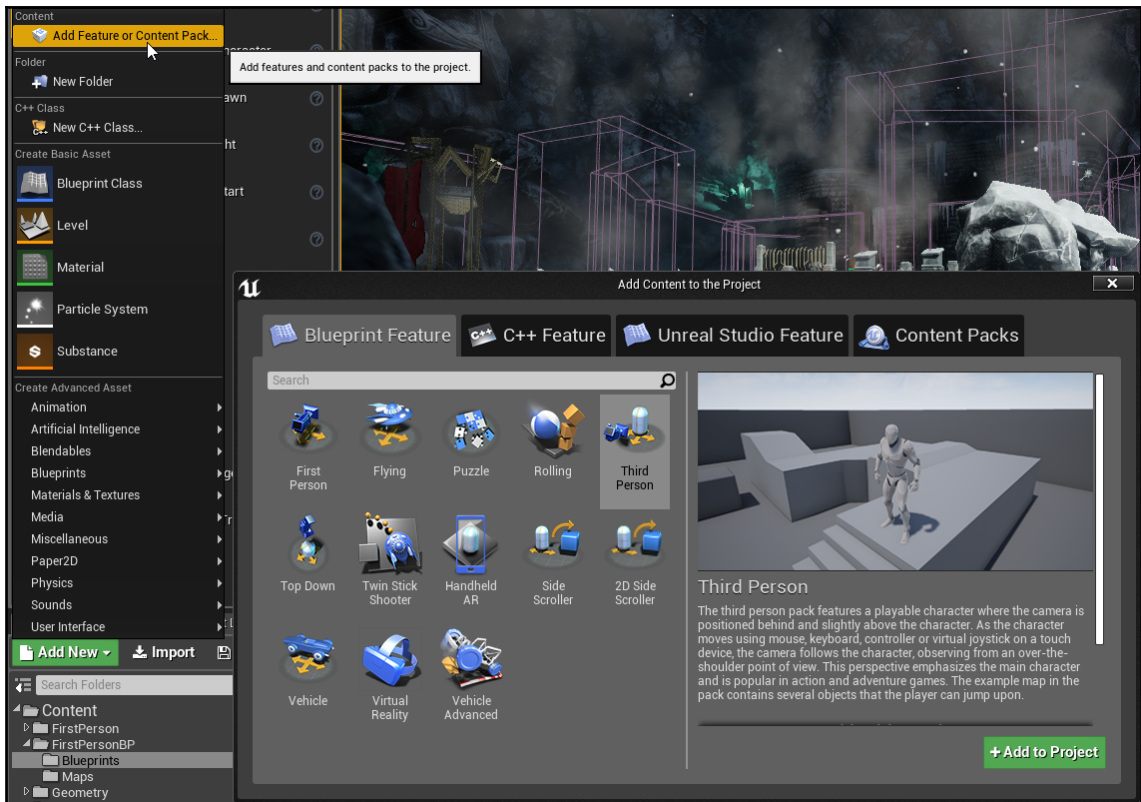 Content
Add Feature or Content Pack...
Folder
New Folder
C++ Class
New C++ Class...
Create Basic Asset
Blueprint Class
Level
Material
Particle System
Substance
Create Advanced Asset
Animation
Artificial Intelligence
Blendables
Blueprints
Materials & Textures
Media
Miscellaneous
Paper2D
Physics
Sounds
User Interface
Add New
Import
Search Folders
Content
FirstPerson
FirstPersonBP
Blueprints
Maps
Geometry
Add features and content packs to the project.
awn
ht
tart
Add Content to the Project
Blueprint Feature
C++ Feature
Unreal Studio Feature
Content Packs
Search
First
Person
Flying
Puzzle
Rolling
Third
Person
Top Down
Twin Stick
Shooter
Handheld
AR
Side
Scroller
2D Side
Scroller
Vehicle
Virtual
Reality
Vehicle
Advanced
Third Person
The third person pack features a playable character where the camera is
positioned behind and slightly above the character. As the character
moves using mouse, keyboard, controller or virtual joystick on a touch
device, the camera follows the character, observing from an over-the-
shoulder point of view. This perspective emphasizes the main character
and is popular in action and adventure games. The example map in the
pack contains several objects that the player can jump upon.
+ Add to Project